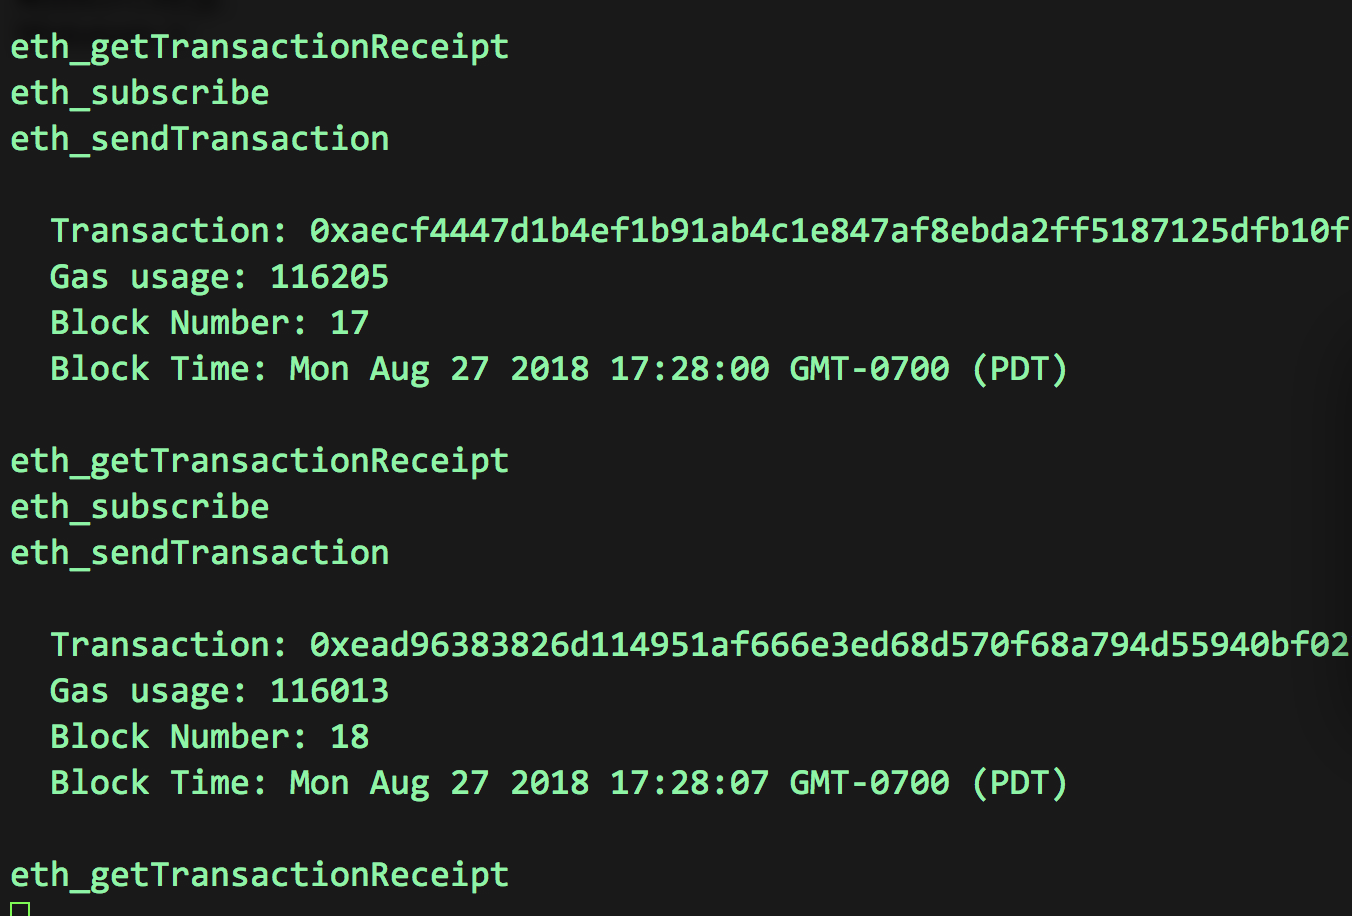 eth_getTransactionReceipt
eth_subscribe
eth_sendTransaction
Transaction: 0xaecf4447d1b4ef1b91ab4c1e847af8ebda2ff5187125dfb10f
Gas usage: 116205
Block Number: 17
Block Time: Mon Aug 27 2018 17:28:00 GMT-0700 (PDT)
eth_getTransactionReceipt
eth_subscribe
eth_sendTransaction
Transaction: 0xead96383826d114951af666e3ed68d570f68a794d55940bf02
Gas usage: 116013
Block Number: 18
Block Time: Mon Aug 27 2018 17:28:07 GMT-0700 (PDT)
eth_getTransactionReceipt